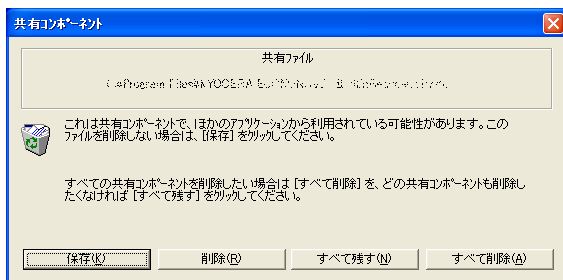 共有コンポーネント
共有ファイル
これは共有コンポーネントで、ほかのアプリケーションから利用されている可能性があります。この
ファイルを削除しない場合は、[保存] をクリックしてください。
すべての共有コンポーネントを削除したい場合は [すべて削除] を、どの共有コンポーネントも削除し
たくなければ [すべて残す] をクリックしてください。
保存(K)
削除(R)
すべて残す(N)
すべて削除(A)